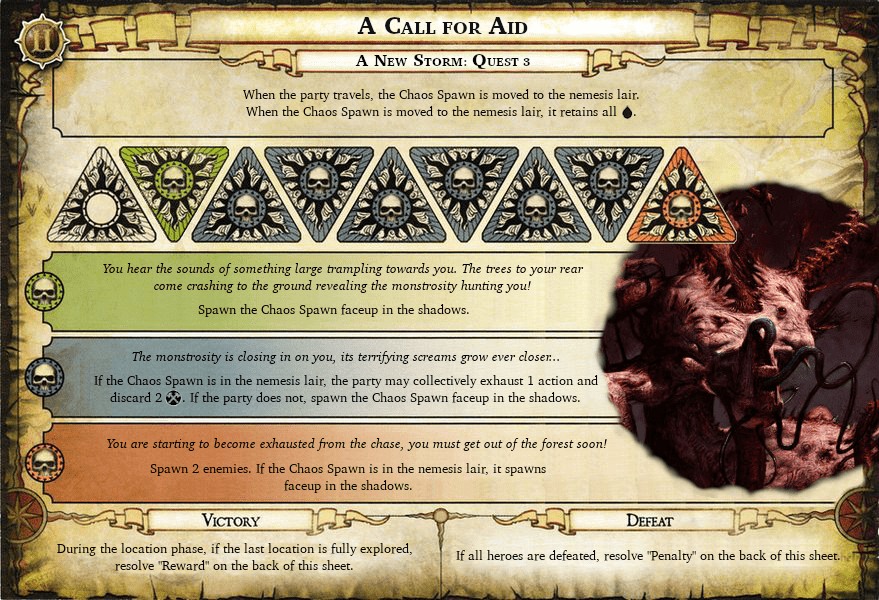 II
A Call for Aid
A New Storm: Quest 3
When the party travels, the Chaos Spawn is moved to the nemesis lair.
When the Chaos Spawn is moved to the nemesis lair, it retains all .
You hear the sounds of something large trampling towards you. The trees to your rear
come crashing to the ground revealing the monstrosity hunting you!
Spawn the Chaos Spawn faceup in the shadows.
The monstrosity is closing in on you, its terrifying screams grow ever closer...
If the Chaos Spawn is in the nemesis lair, the party may collectively exhaust 1 action and
discard 2 . If the party does not, spawn the Chaos Spawn faceup in the shadows.
You are starting to become exhausted from the chase, you must get out of the forest soon!
Spawn 2 enemies. If the Chaos Spawn is in the nemesis lair, it spawns
faceup in the shadows.
Victory
During the location phase, if the last location is fully explored,
resolve "Reward" on the back of this sheet.
Defeat
If all heroes are defeated, resolve "Penalty" on the back of this sheet.